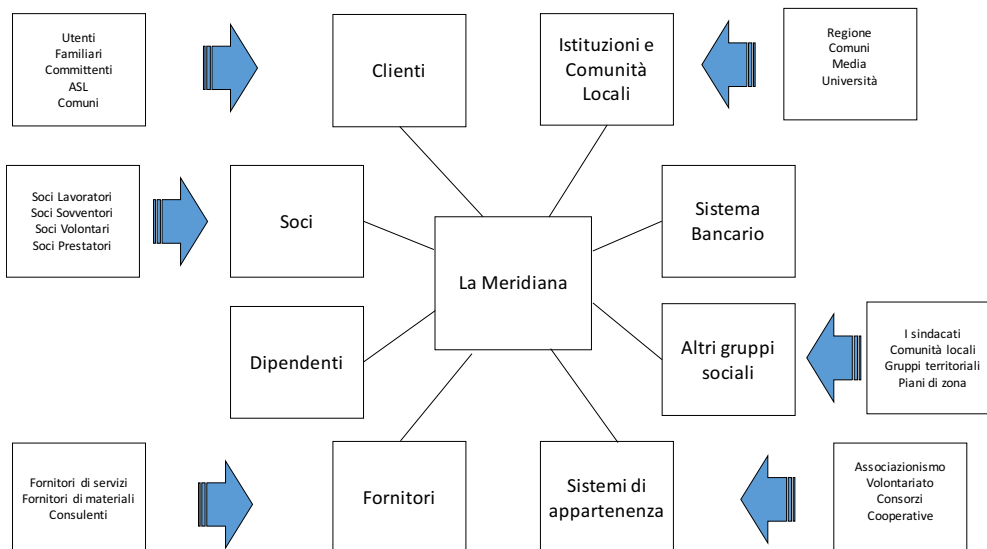 Utenti
Familiari
Committenti
ASL
Comuni
Clienti
Istituzioni e
Comunità
Locali
Regione
Comuni
Media
Università
Soci Lavoratori
Soci Sovventori
Soci Volontari
Soci Prestatori
Soci
Sistema
Bancario
La Meridiana
Dipendenti
Altri gruppi
sociali
I sindacati
Comunità locali
Gruppi territoriali
Piani di zona
Fornitori di servizi
Fornitori di materiali
Consulenti
Fornitori
Sistemi di
appartenenza
Associazionismo
Volontariato
Consorzi
Cooperative